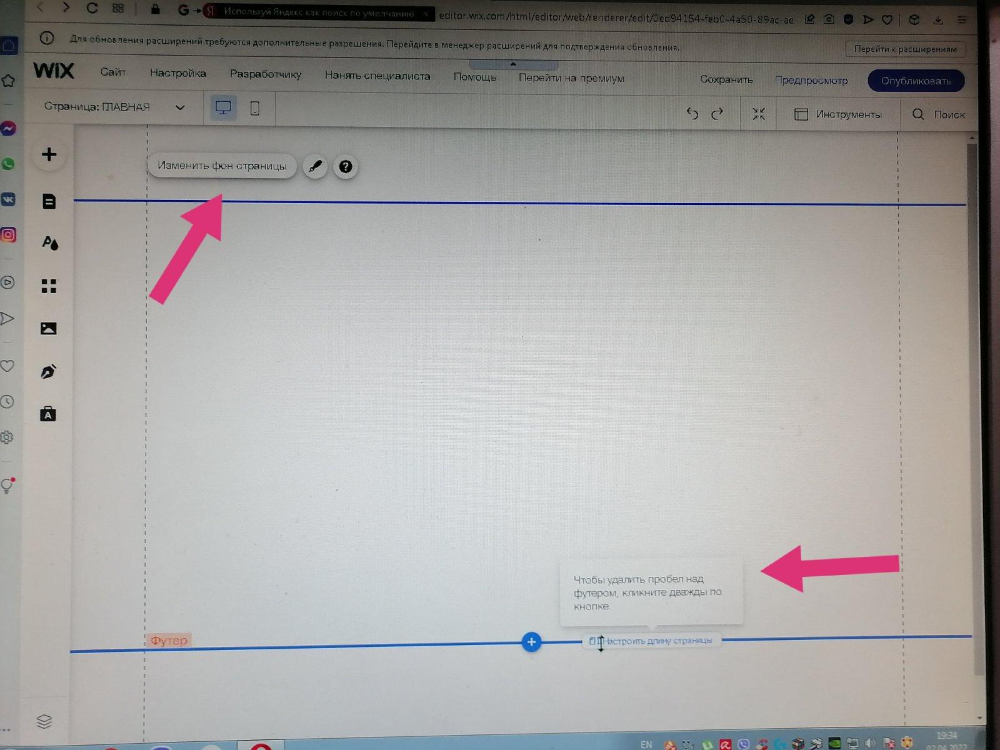 Используй Яндекс как поиск по умолчанию ×
editor.wix.com/html/editor/web/renderer/edit/0ed94154-feb0-4a50-89ac-ae
Для обновления расширений требуются дополнительные разрешения. Перейдите в менеджер расширений для подтверждения обновления.
Перейти к расширениям
WIX Сайт Настройка Разработчику Нанять специалиста Помощь Перейти на премиум Сохранить Предпросмотр Опубликовать
Страница: ГЛАВНАЯ Инструменты Поиск
Изменить фон страницы
Чтобы удалить пробел над
футером, кликните дважды по
кнопке.
Футер
Настроить длину страницы
EN
19:34